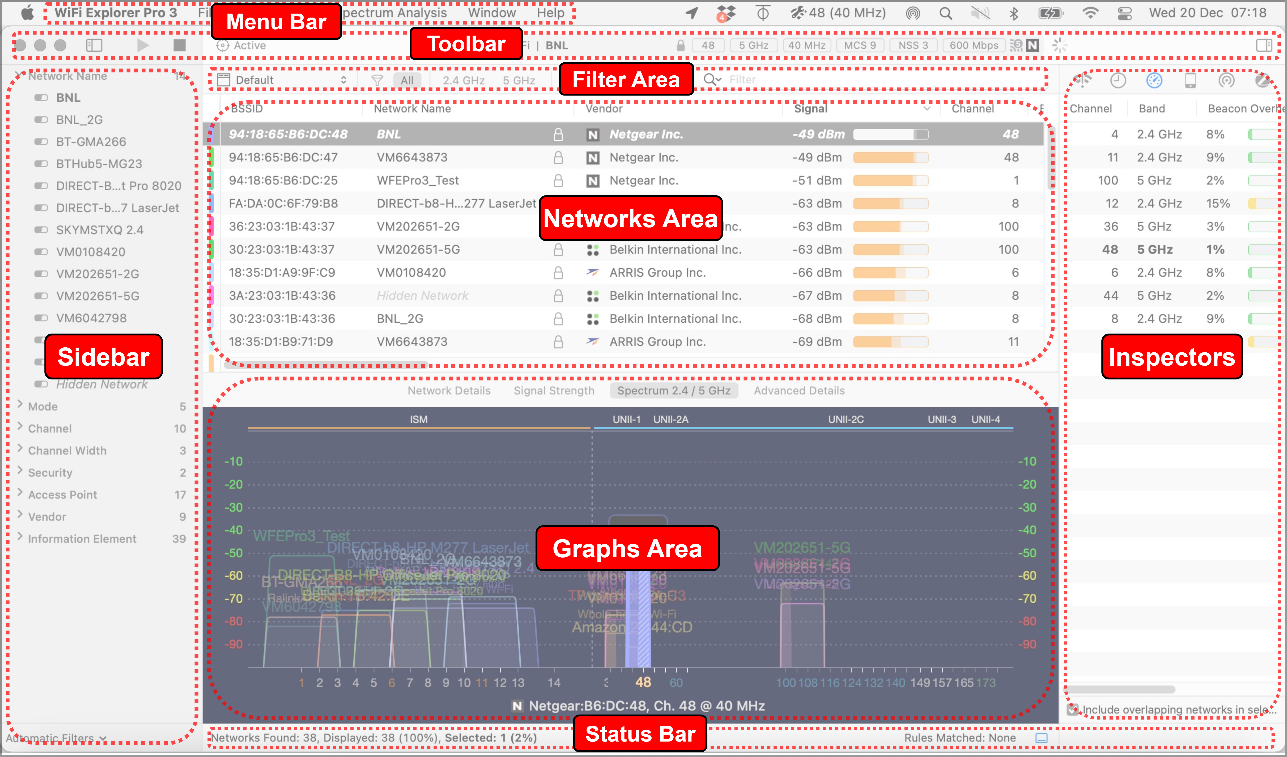 WiFi Explorer Pro 3 Fi Menu Bar Spectrum Analysis Window Help 4 48 (40 MHz) Wed 20 Dec 07:18
Active Toolbar Fi | BNL 48 5 GHz 40 MHz MCS 9 NSS 3 600 Mbps N
Network Name
Default All 2.4 GHz 5 GHz Filter Area Filter
BNL
BNL_2G
BT-GMA266
BTHub5-MG23
DIRECT-B...t Pro 8020
DIRECT-b...7 LaserJet
SKYMSTXQ 2.4
VM0108420
VM202651-2G
VM202651-5G
VM6042798
Sidebar
Hidden Network
Mode 5
Channel 10
Channel Width 3
Security 2
Access Point 17
Vendor 9
Information Element 39
Automatic Filters
BSSID Network Name Vendor Signal Channel
94:18:65:B6:DC:48 BNL N Netgear Inc. -49 dBm 48
94:18:65:B6:DC:47 VM6643873 N Netgear Inc. -49 dBm 48
94:18:65:B6:DC:25 WFEPro3_Test N Netgear Inc. -51 dBm 1
FA:DA:0C:6F:79:B8 DIRECT-b8-H...277 LaserJet -63 dBm 8
Networks Area
36:23:03:1B:43:37 VM202651-2G nal Inc. -63 dBm 100
30:23:03:1B:43:37 VM202651-5G Belkin International Inc. -63 dBm 100
18:35:D1:A9:9F:C9 VM0108420 ARRIS Group Inc. -66 dBm 6
3A:23:03:1B:43:36 Hidden Network Belkin International Inc. -67 dBm 8
30:23:03:1B:43:36 BNL_2G Belkin International Inc. -68 dBm 8
18:35:D1:B9:71:D9 VM6643873 ARRIS Group Inc. -69 dBm 11
Channel Band Beacon Overhe
4 2.4 GHz 8%
11 2.4 GHz 9%
100 5 GHz 2%
12 2.4 GHz 15%
36 5 GHz 3%
48 5 GHz 1%
6 2.4 GHz 8%
44 5 GHz 2%
8 2.4 GHz 9%
Inspectors
Include overlapping networks in sele...
Network Details Signal Strength Spectrum 2.4 / 5 GHz Advanced Details
ISM UNII-1 UNII-2A UNII-2C UNII-3 UNII-4
-10 -10
-20 -20
-30 -30
-40 -40
-50 -50
-60 -60
-70 -70
-80 -80
-90 -90
WFEPro3_Test
DIRECT-b8-HP M277 LaserJet
VM0108420
VM6643873
VM202651-2G
VM6042798
Graphs Area
Amazon 44:CD
VM202651-5G
VM202651-5G
VM202651-2G
1 2 3 4 5 6 7 8 9 10 11 12 13 14 48 60 100 108 116 124 132 140 149 157 165 173
N Netgear:B6:DC:48, Ch. 48 @ 40 MHz
Networks Found: 38, Displayed: 38 (100%), Selected: 1 (2%) Status Bar Rules Matched: None